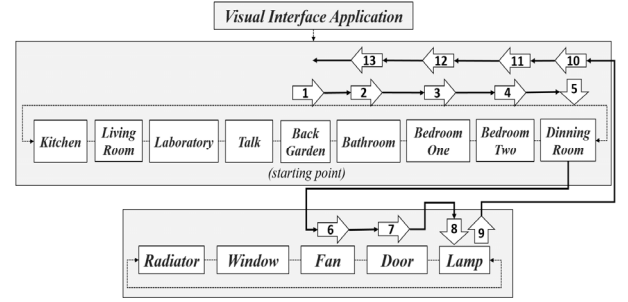 Visual Interface Application
13 12 11 10
1 2 3 4 5
Kitchen Living Room Laboratory Talk Back Garden Bathroom Bedroom One Bedroom Two Dinning Room
(starting point)
6 7 8 9
Radiator Window Fan Door Lamp